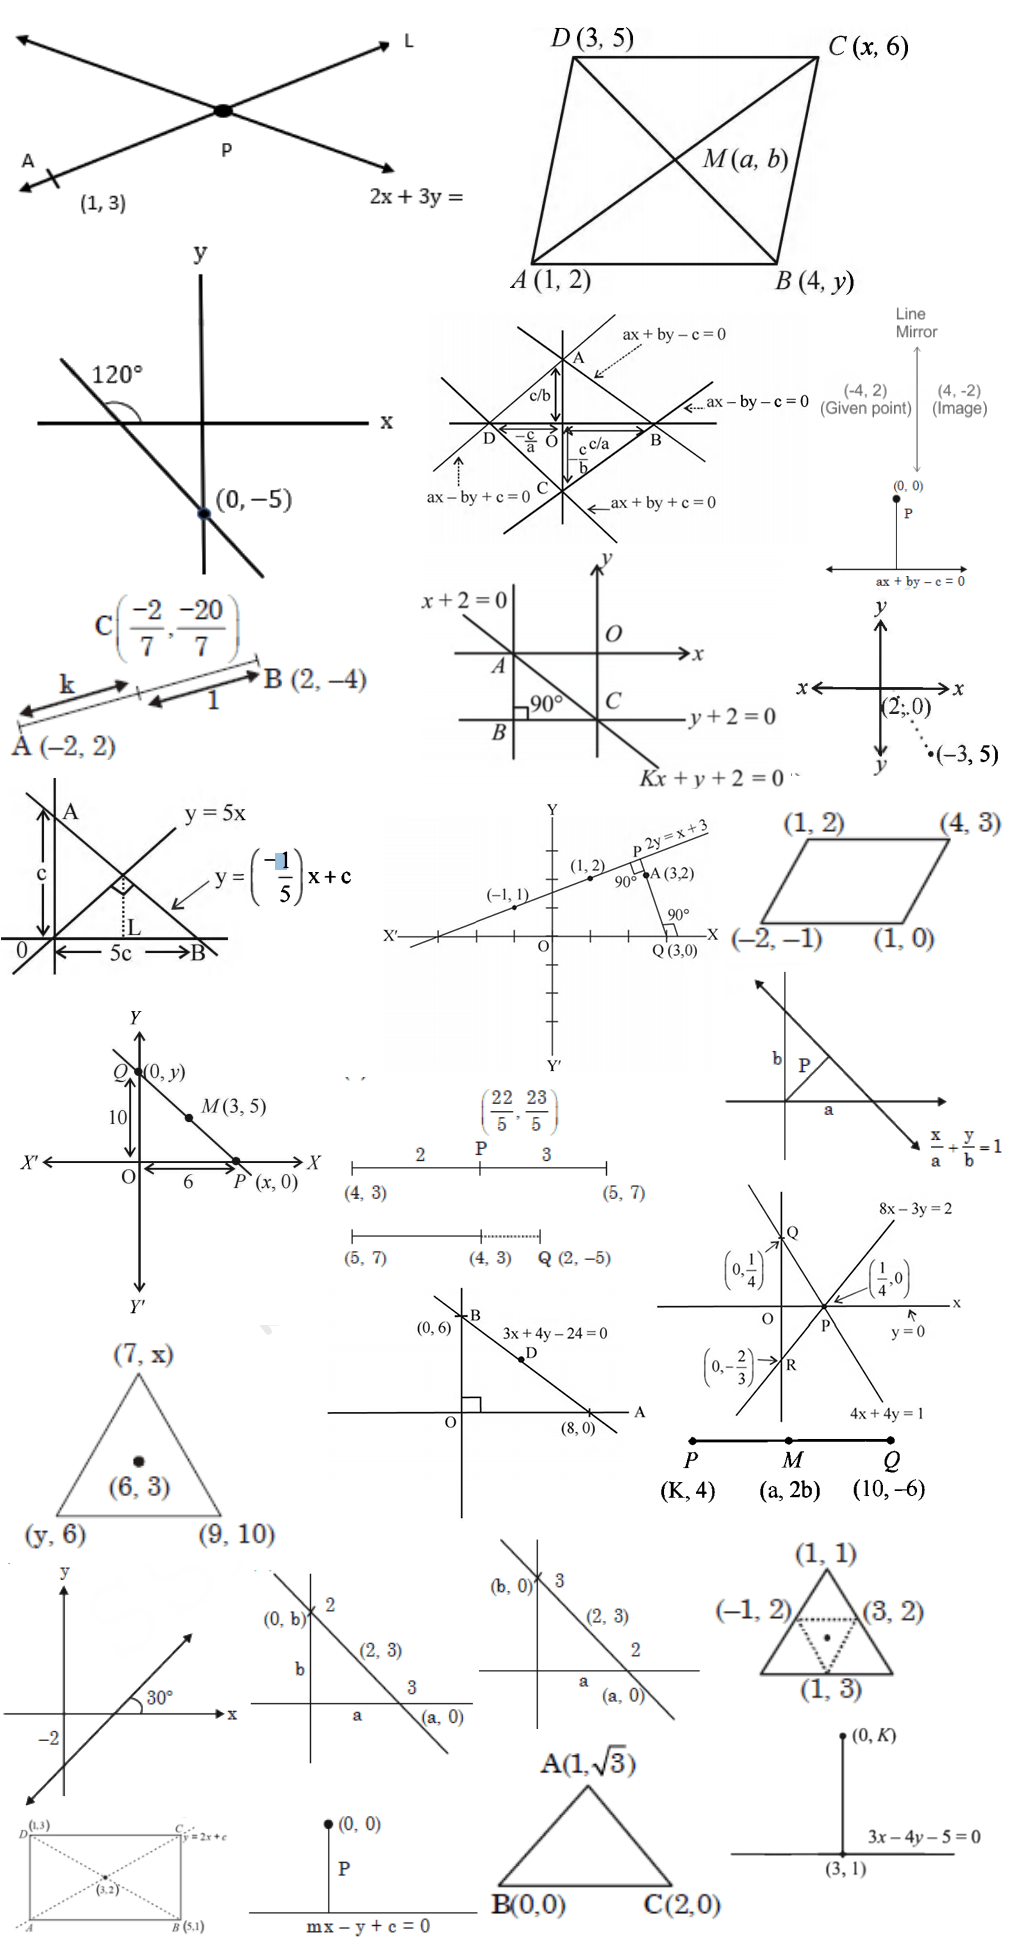 L
P
A
(1, 3)
2x + 3y =
D (3, 5)
C (x, 6)
M (a, b)
A (1, 2)
B (4, y)
y
120°
x
(0, −5)
ax + by – c = 0
A
c/b
ax – by – c = 0
D
–c/a
O
c/a
B
–c/b
C
ax – by + c = 0
ax + by + c = 0
Line
Mirror
(-4, 2)
(Given point)
(4, -2)
(Image)
(0, 0)
P
ax + by – c = 0
C(−2/7, −20/7)
k
1
B (2, –4)
A (–2, 2)
x + 2 = 0
y
O
x
A
90°
C
B
y + 2 = 0
Kx + y + 2 = 0
y
x
x
(2, 0)
(–3, 5)
y
A
y = 5x
c
y = (−1/5)x + c
L
0
5c
B
Y
2y = x + 3
P
(1, 2)
90°
A (3,2)
(–1, 1)
90°
X'
O
Q (3,0)
X
Y'
(1, 2)
(4, 3)
(–2, –1)
(1, 0)
Y
Q
(0, y)
10
M (3, 5)
X'
X
O
6
P
(x, 0)
Y'
(22/5, 23/5)
2
P
3
(4, 3)
(5, 7)
(5, 7)
(4, 3)
Q (2, –5)
b
P
a
x/a + y/b = 1
8x – 3y = 2
Q
(0, 1/4)
(1/4, 0)
x
O
P
y = 0
(0, –2/3)
R
4x + 4y = 1
B
(0, 6)
3x + 4y – 24 = 0
D
O
(8, 0)
A
(7, x)
(6, 3)
(y, 6)
(9, 10)
P
M
Q
(K, 4)
(a, 2b)
(10, –6)
y
30°
x
–2
(0, b)
2
(2, 3)
b
3
a
(a, 0)
(b, 0)
3
(2, 3)
2
a
(a, 0)
(1, 1)
(–1, 2)
(3, 2)
(1, 3)
(1,3)
D
C
y = 2x + c
(3,2)
A
B (5,1)
(0, 0)
P
mx – y + c = 0
A(1,√3)
B(0,0)
C(2,0)
(0, K)
3x – 4y – 5 = 0
(3, 1)